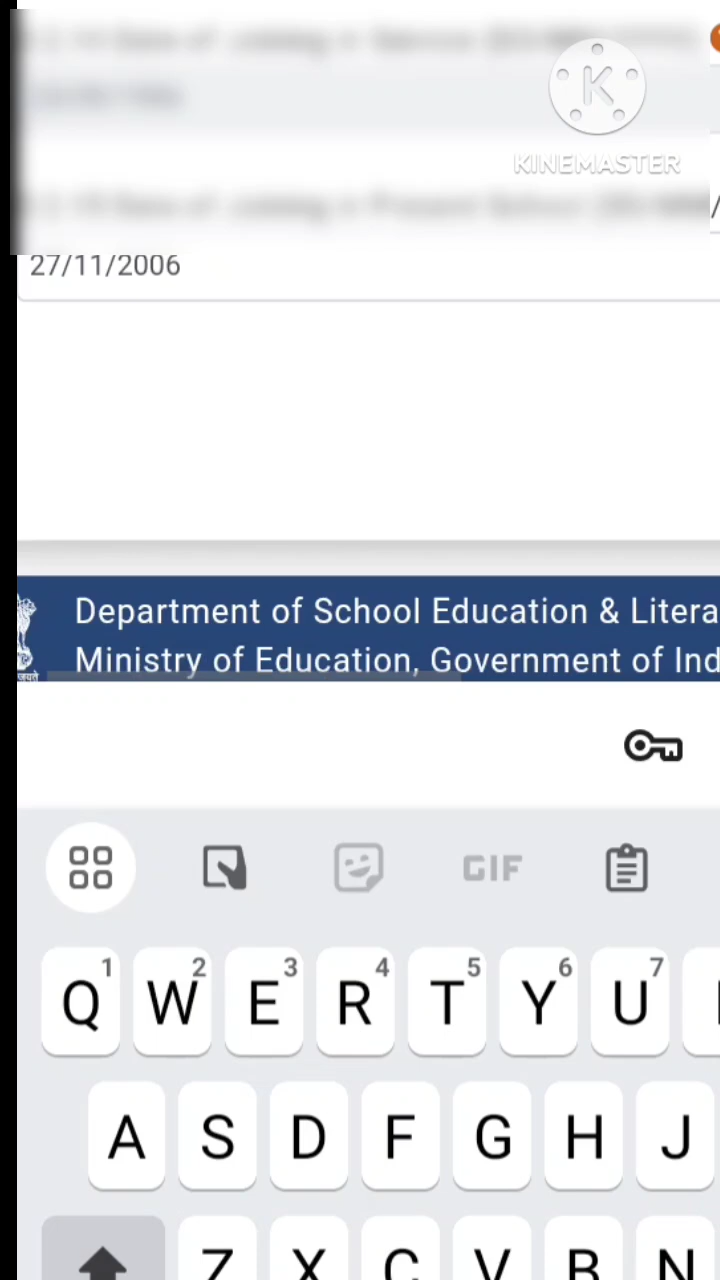 KINEMASTER
27/11/2006
Department of School Education & Litera
Ministry of Education, Government of Ind
जयते
GIF
Q1 W2 E3 R4 T5 Y6 U7
A S D F G H J
Z X C V B N